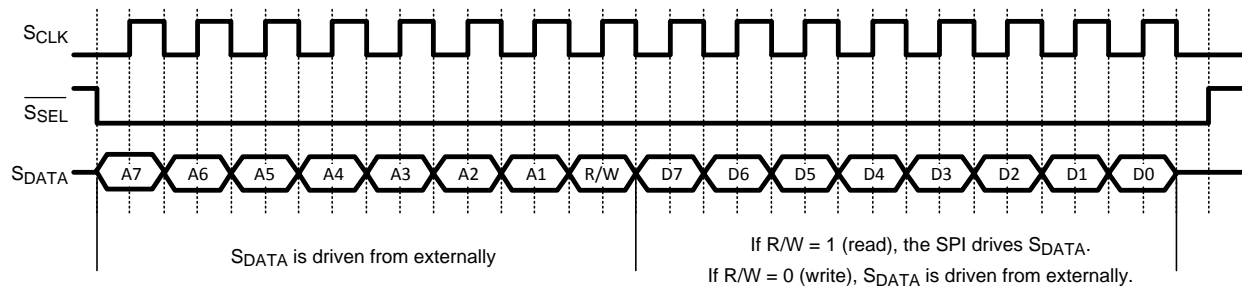 SCLK
SSEL
SDATA A7 A6 A5 A4 A3 A2 A1 R/W D7 D6 D5 D4 D3 D2 D1 D0
SDATA is driven from externally
If R/W = 1 (read), the SPI drives SDATA.
If R/W = 0 (write), SDATA is driven from externally.